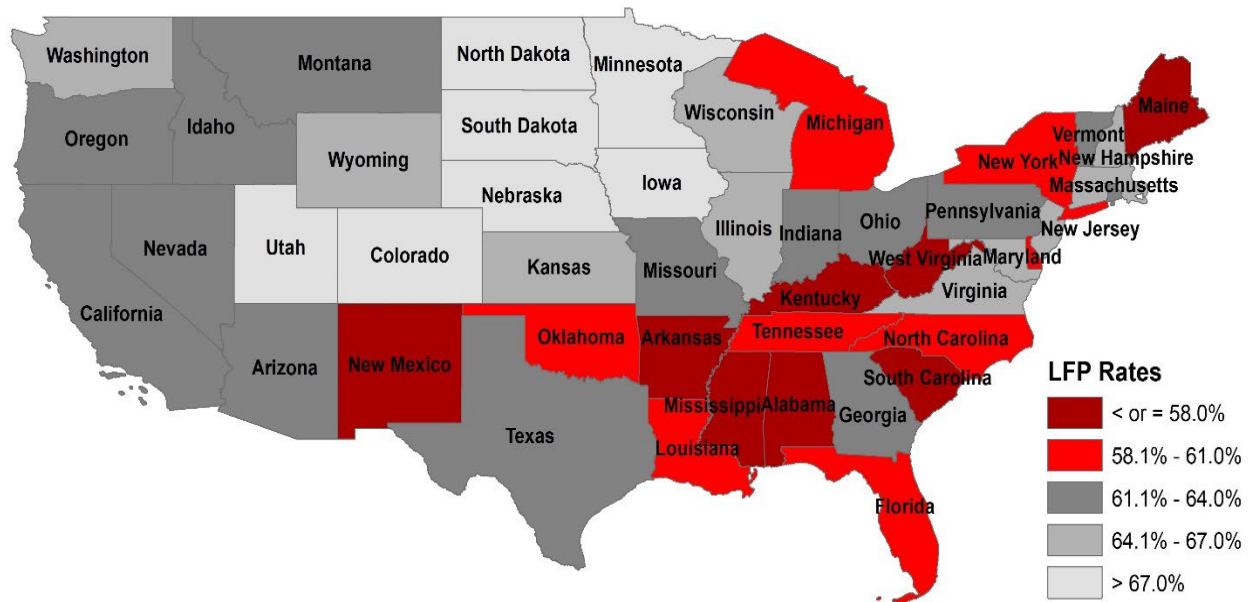 Washington
Montana
North Dakota
Minnesota
Maine
Oregon
Idaho
South Dakota
Wisconsin
Michigan
Vermont
New York
New Hampshire
Wyoming
Iowa
Massachusetts
Nebraska
Pennsylvania
Nevada
Utah
Colorado
Illinois
Indiana
Ohio
New Jersey
Kansas
Missouri
West Virginia
Maryland
California
Kentucky
Virginia
Arizona
New Mexico
Oklahoma
Arkansas
Tennessee
North Carolina
Texas
Mississippi
Alabama
Georgia
South Carolina
Louisiana
Florida
LFP Rates
< or = 58.0%
58.1% - 61.0%
61.1% - 64.0%
64.1% - 67.0%
> 67.0%